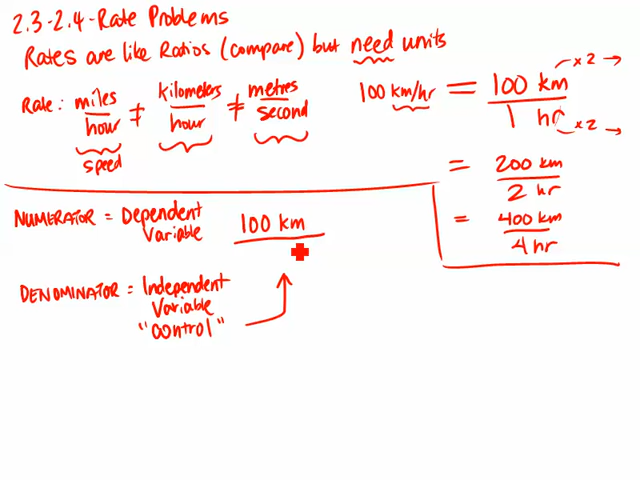 2.3-2.4-Rate Problems
Rates are like Ratios (compare) but need units
Rate: miles/hour ≠ kilometers/hour ≠ metres/second
speed
100 km/hr = 100 km/1 hr
×2 →
×2 →
= 200 km/2 hr
= 400 km/4 hr
NUMERATOR = Dependent
Variable
100 km
DENOMINATOR = Independent
Variable
"control"